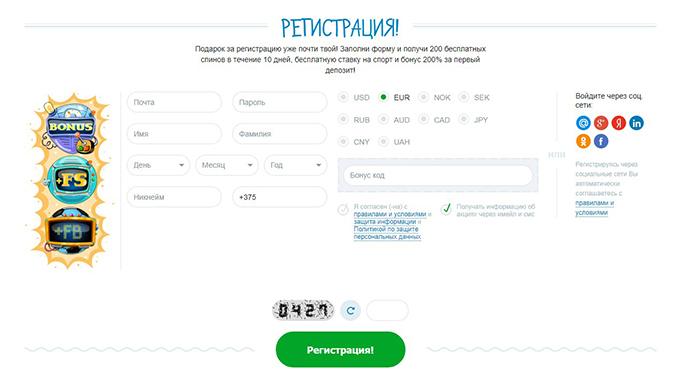 РЕГИСТРАЦИЯ!
Подарок за регистрацию уже почти твой! Заполни форму и получи 200 бесплатных
спинов в течение 10 дней, бесплатную ставку на спорт и бонус 200% за первый
депозит!
BONUS
+FS
+FB
Почта
Пароль
Имя
Фамилия
День
Месяц
Год
Никнейм
+375
USD
EUR
NOK
SEK
RUB
AUD
CAD
JPY
CNY
UAH
Бонус код
Я согласен (-на) с
правилами и условиями и
защита информации и
Политикой по защите
персональных данных
Получать информацию об
акциях через имейл и смс
или
Войдите через соц.
сети:
Регистрируясь через
социальные сети Вы
автоматически
соглашаетесь с
правилами и
условиями
0427
Регистрация!